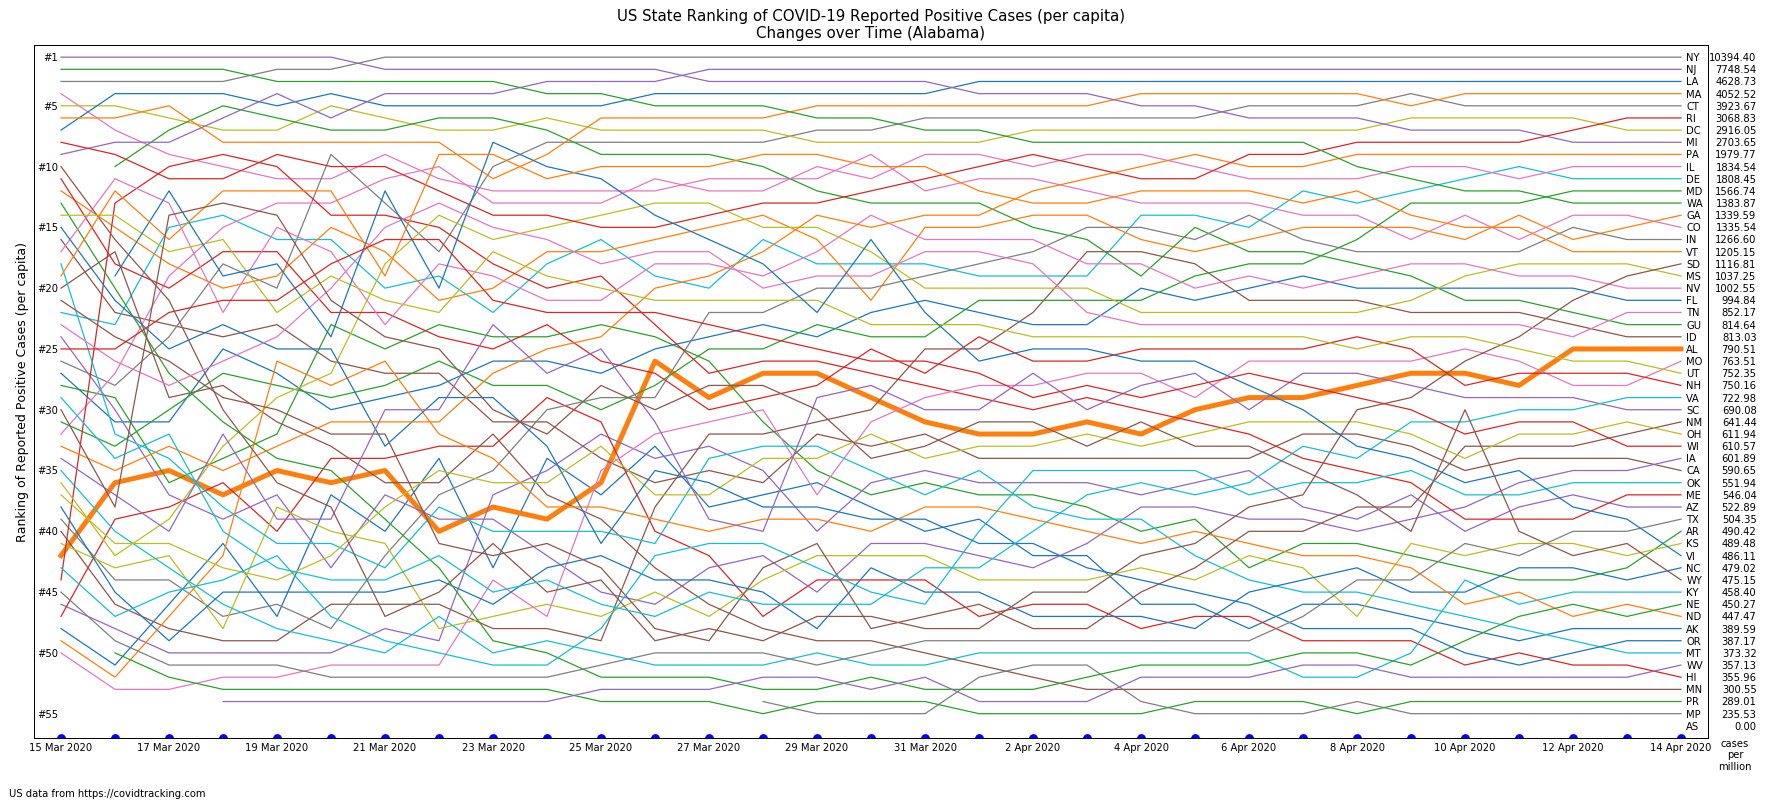 US State Ranking of COVID-19 Reported Positive Cases (per capita)
Changes over Time (Alabama)
Ranking of Reported Positive Cases (per capita)
#1
#5
#10
#15
#20
#25
#30
#35
#40
#45
#50
#55
NY 10394.40
NJ 7748.54
LA 4628.73
MA 4052.52
CT 3923.67
RI 3068.83
DC 2916.05
MI 2703.65
PA 1979.77
IL 1834.54
DE 1808.45
MD 1566.74
WA 1383.87
GA 1339.59
CO 1335.54
IN 1266.60
VT 1205.15
SD 1116.81
MS 1037.25
NV 1002.55
FL 994.84
TN 852.17
GU 814.64
ID 813.03
AL 790.51
MO 763.51
UT 752.35
NH 750.16
VA 722.98
SC 690.08
NM 641.44
OH 611.94
WI 610.57
IA 601.89
CA 590.65
OK 551.94
ME 546.04
AZ 522.89
TX 504.35
AR 490.42
KS 489.48
VI 486.11
NC 479.02
WY 475.15
KY 458.40
NE 450.27
ND 447.47
AK 389.59
OR 387.17
MT 373.32
WV 357.13
HI 355.96
MN 300.55
PR 289.01
MP 235.53
AS 0.00
15 Mar 2020 17 Mar 2020 19 Mar 2020 21 Mar 2020 23 Mar 2020 25 Mar 2020 27 Mar 2020 29 Mar 2020 31 Mar 2020 2 Apr 2020 4 Apr 2020 6 Apr 2020 8 Apr 2020 10 Apr 2020 12 Apr 2020 14 Apr 2020
cases
per
million
US data from https://covidtracking.com